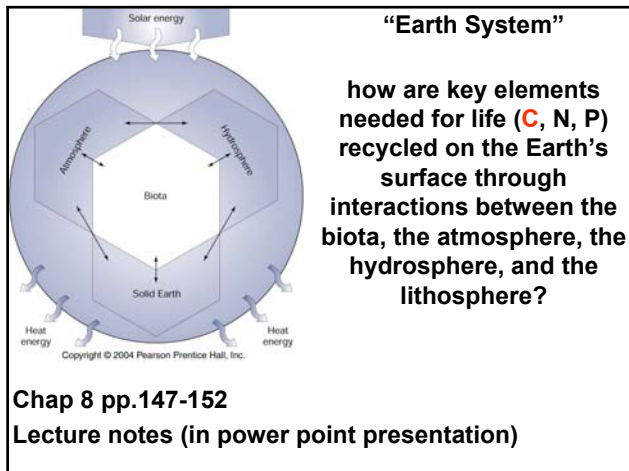 Solar energy
Atmosphere
Hydrosphere
Biota
Solid Earth
Heat
energy
Heat
energy
Copyright © 2004 Pearson Prentice Hall, Inc.
“Earth System”
how are key elements
needed for life (C, N, P)
recycled on the Earth’s
surface through
interactions between the
biota, the atmosphere, the
hydrosphere, and the
lithosphere?
Chap 8 pp.147-152
Lecture notes (in power point presentation)